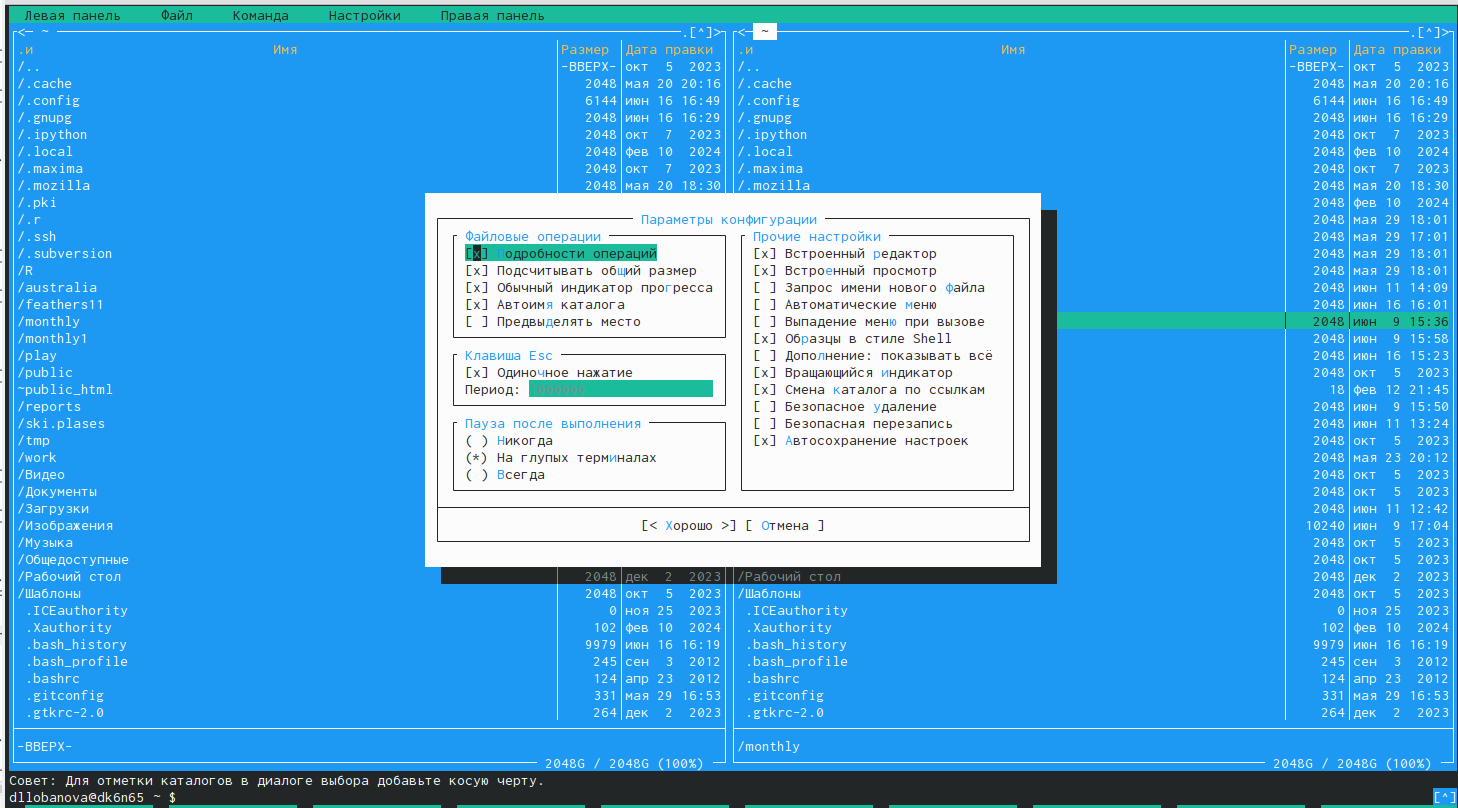 Левая панель Файл Команда Настройки Правая панель
<─ ~ .[^]> <─ ~ .[^]>
.и Имя Размер Дата правки .и Имя Размер Дата правки
/.. -ВВЕРХ- окт 5 2023 /.. -ВВЕРХ- окт 5 2023
/.cache 2048 мая 20 20:16 /.cache 2048 мая 20 20:16
/.config 6144 июн 16 16:49 /.config 6144 июн 16 16:49
/.gnupg 2048 июн 16 16:29 /.gnupg 2048 июн 16 16:29
/.ipython 2048 окт 7 2023 /.ipython 2048 окт 7 2023
/.local 2048 фев 10 2024 /.local 2048 фев 10 2024
/.maxima 2048 окт 7 2023 /.maxima 2048 окт 7 2023
/.mozilla 2048 мая 20 18:30 /.mozilla 2048 мая 20 18:30
/.pki 2048 фев 10 2024
/.r Параметры конфигурации 2048 мая 29 18:01
/.ssh Файловые операции Прочие настройки 2048 мая 29 17:01
/.subversion [x] Подробности операций [x] Встроенный редактор 2048 мая 29 18:01
/R [x] Подсчитывать общий размер [x] Встроенный просмотр 2048 мая 29 18:01
/australia [x] Обычный индикатор прогресса [ ] Запрос имени нового файла 2048 июн 11 14:09
/feathers11 [x] Автоимя каталога [ ] Автоматические меню 2048 июн 16 16:01
/monthly [ ] Предвыделять место [ ] Выпадение меню при вызове 2048 июн 9 15:36
/monthly1 [x] Образцы в стиле Shell 2048 июн 9 15:58
/play Клавиша Esc [ ] Дополнение: показывать всё 2048 июн 16 15:23
/public [x] Одиночное нажатие [x] Вращающийся индикатор 2048 окт 5 2023
~public_html Период: 1000000 [x] Смена каталога по ссылкам 18 фев 12 21:45
/reports [ ] Безопасное удаление 2048 июн 9 15:50
/ski.plases Пауза после выполнения [ ] Безопасная перезапись 2048 июн 11 13:24
/tmp ( ) Никогда [x] Автосохранение настроек 2048 окт 5 2023
/work (*) На глупых терминалах 2048 мая 23 20:12
/Видео ( ) Всегда 2048 окт 5 2023
/Документы 2048 окт 5 2023
/Загрузки 2048 июн 11 12:42
/Изображения [< Хорошо >] [ Отмена ] 10240 июн 9 17:04
/Музыка 2048 окт 5 2023
/Общедоступные 2048 окт 5 2023
/Рабочий стол 2048 дек 2 2023 /Рабочий стол 2048 дек 2 2023
/Шаблоны 2048 окт 5 2023 /Шаблоны 2048 окт 5 2023
.ICEauthority 0 ноя 25 2023 .ICEauthority 0 ноя 25 2023
.Xauthority 102 фев 10 2024 .Xauthority 102 фев 10 2024
.bash_history 9979 июн 16 16:19 .bash_history 9979 июн 16 16:19
.bash_profile 245 сен 3 2012 .bash_profile 245 сен 3 2012
.bashrc 124 апр 23 2012 .bashrc 124 апр 23 2012
.gitconfig 331 мая 29 16:53 .gitconfig 331 мая 29 16:53
.gtkrc-2.0 264 дек 2 2023 .gtkrc-2.0 264 дек 2 2023
-ВВЕРХ- /monthly
2048G / 2048G (100%) 2048G / 2048G (100%)
Совет: Для отметки каталогов в диалоге выбора добавьте косую черту.
dllobanova@dk6n65 ~ $ [^]